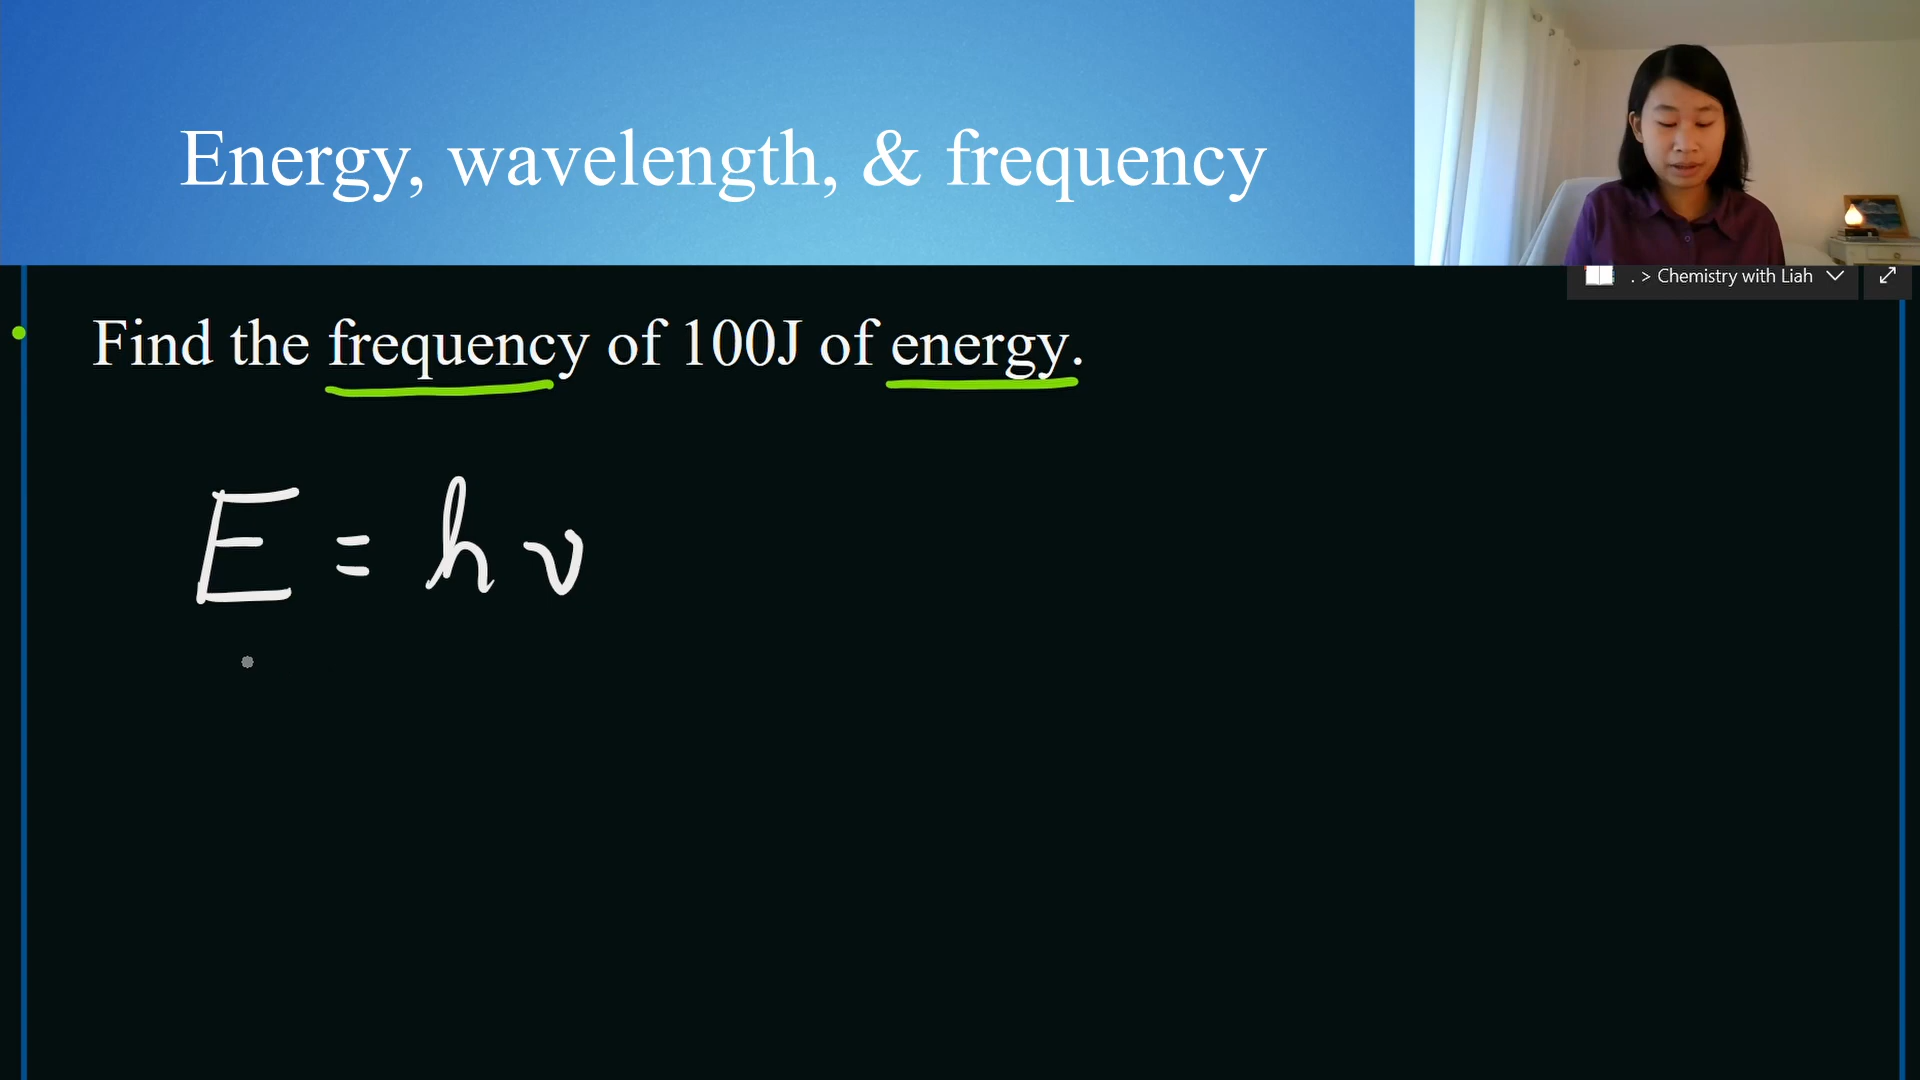 Energy, wavelength, & frequency
. > Chemistry with Liah
Find the frequency of 100J of energy.
E = hν